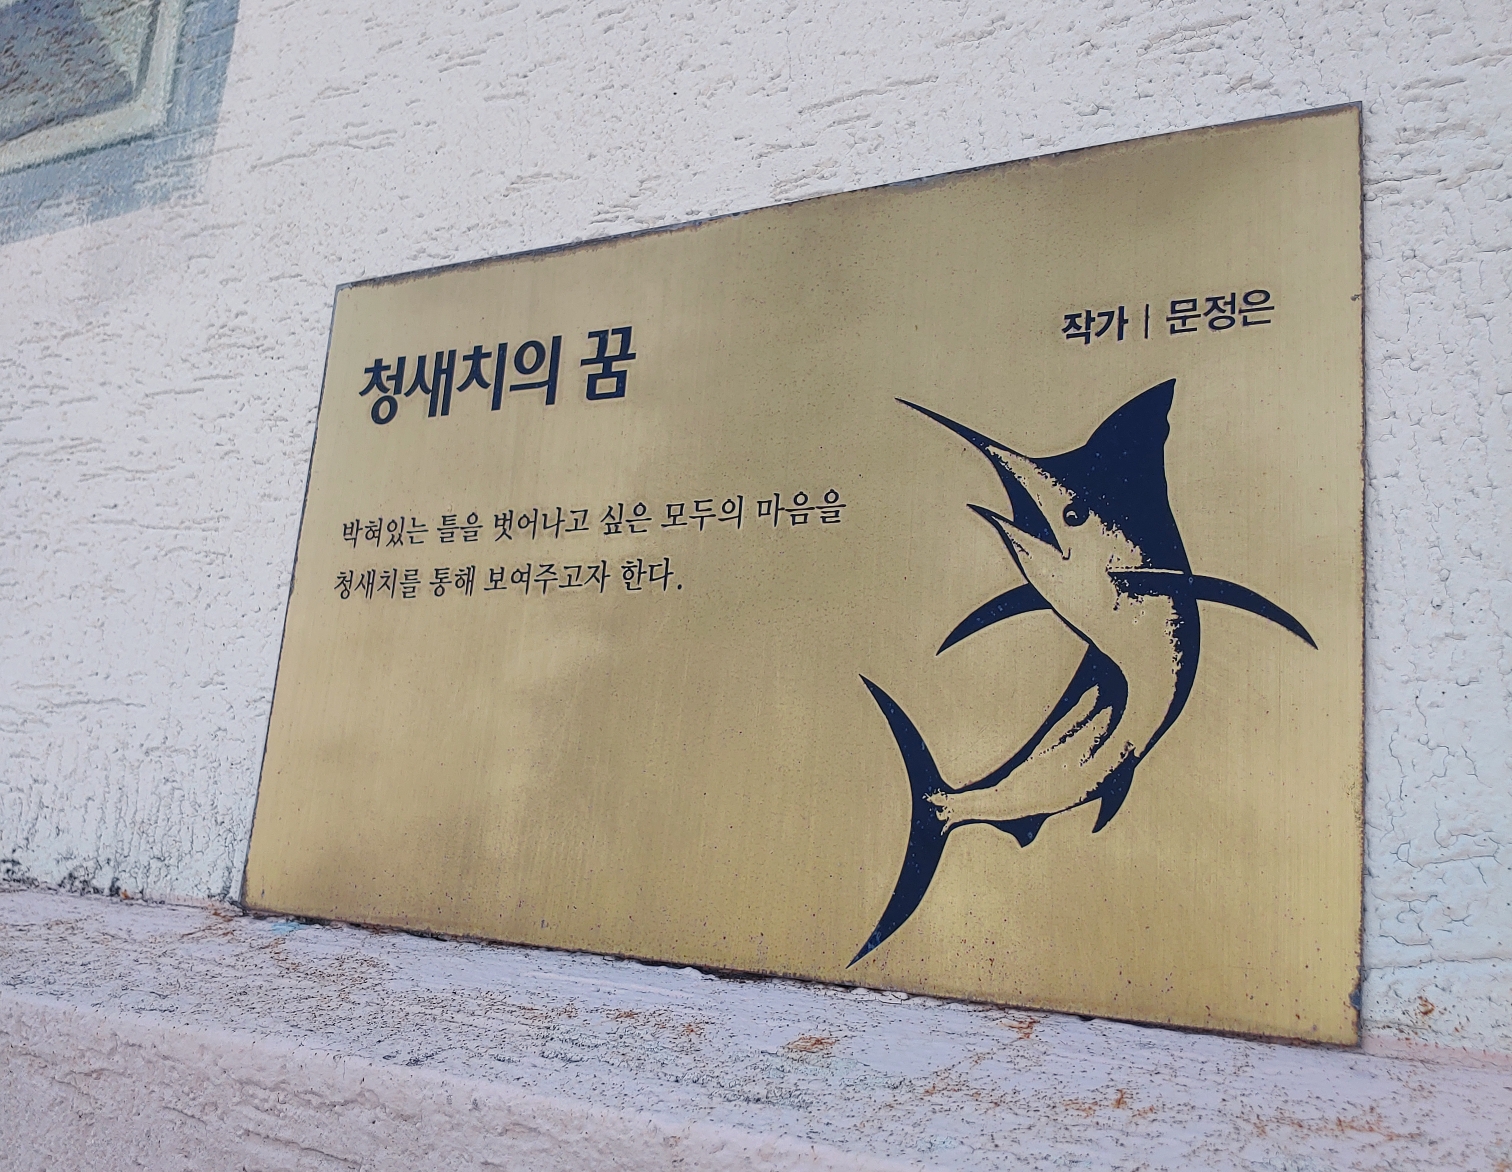 청새치의 꿈
작가 | 문정은
박혀있는 틀을 벗어나고 싶은 모두의 마음을
청새치를 통해 보여주고자 한다.